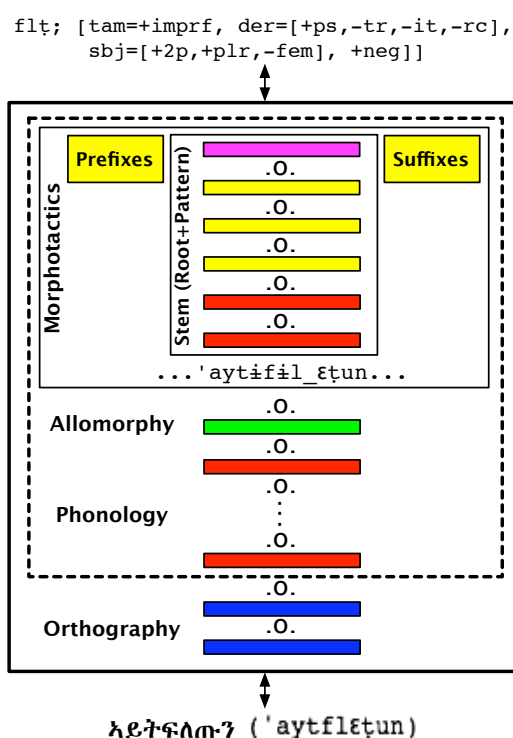 flṭ; [tam=+imprf, der=[+ps,-tr,-it,-rc],
sbj=[+2p,+plr,-fem], +neg]]
Prefixes
Suffixes
Morphotactics
Stem (Root+Pattern)
.o.
.o.
.o.
.o.
.o.
...'aytɨfɨl_ɛṭun...
.o.
Allomorphy
.o.
.o.
Phonology
.o.
.o.
.o.
Orthography
ኣይትፍለጡን ('aytflɛṭun)